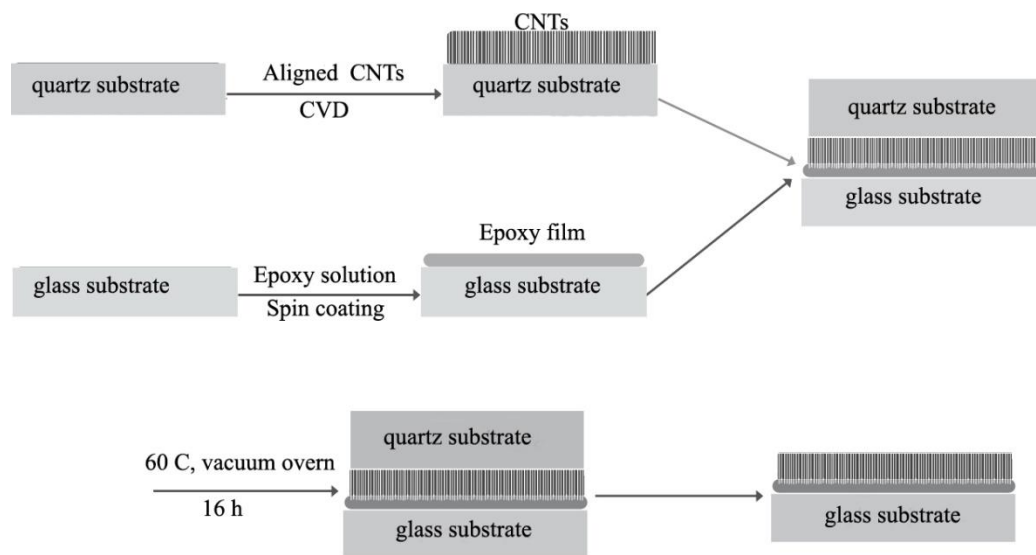 CNTs
quartz substrate
Aligned CNTs
CVD
quartz substrate
quartz substrate
glass substrate
Epoxy film
glass substrate
Epoxy solution
Spin coating
glass substrate
60 C, vacuum overn
16 h
quartz substrate
glass substrate
glass substrate